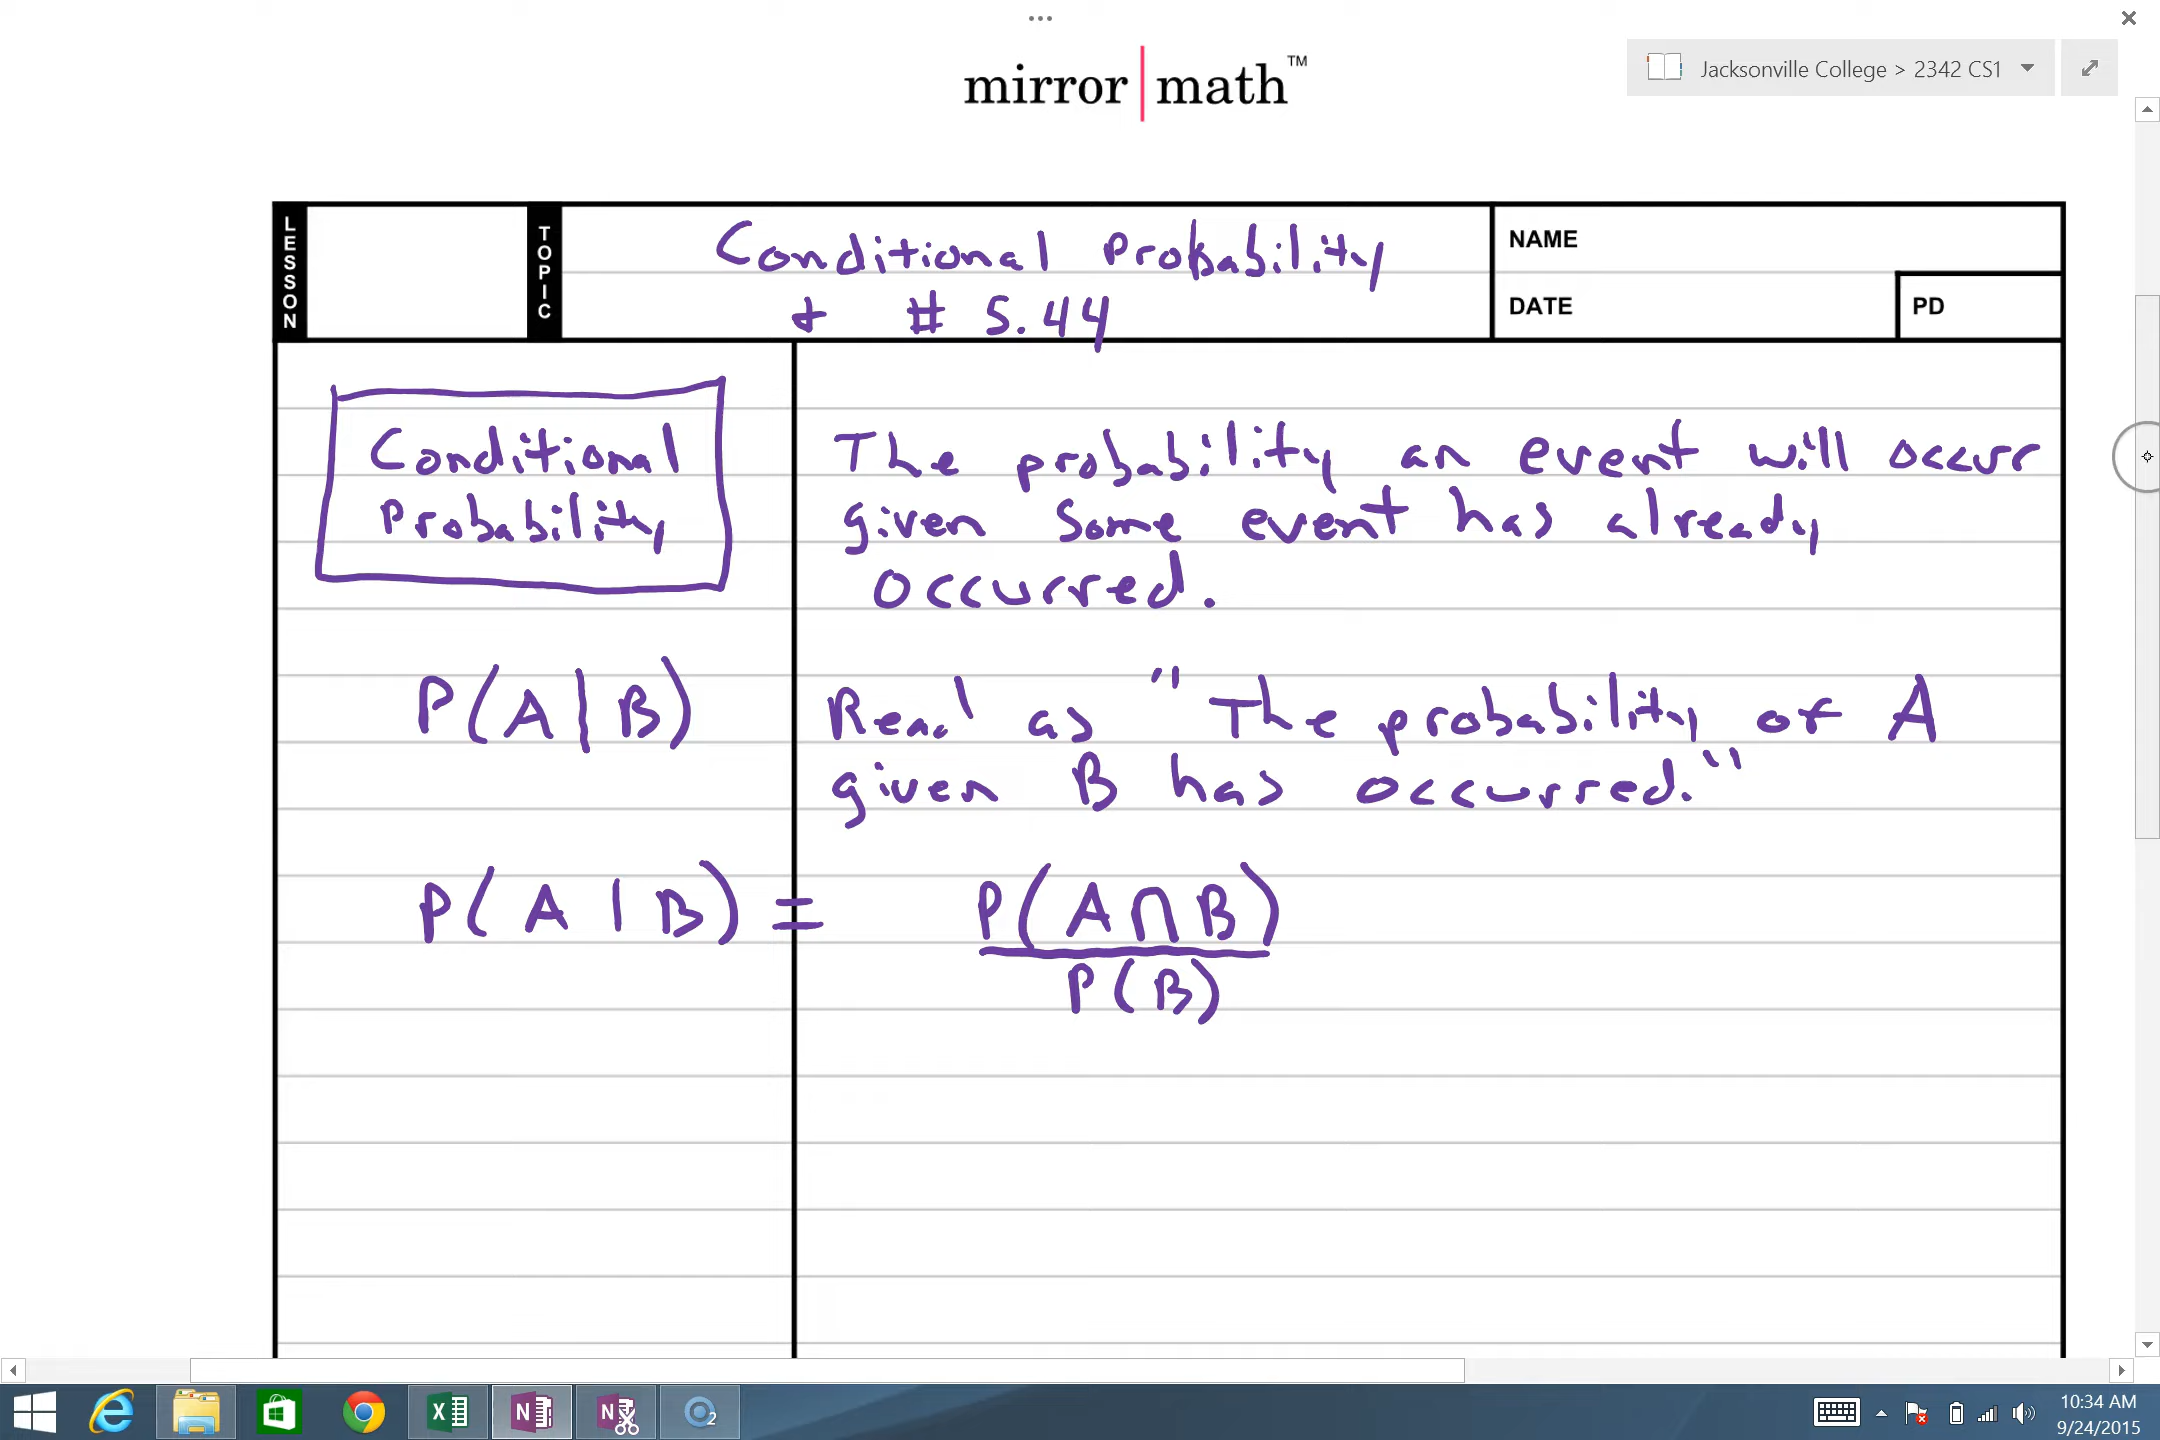 mirror|math™
Jacksonville College > 2342 CS1
LESSON
TOPIC
Conditional Probability
+ # 5.44
NAME
DATE
PD
Conditional
Probability
The probability an event will occur
given some event has already
occurred.
P(A|B)
Read as "The probability of A
given B has occurred."
P(A|B) = P(A∩B)
P(B)
10:34 AM
9/24/2015